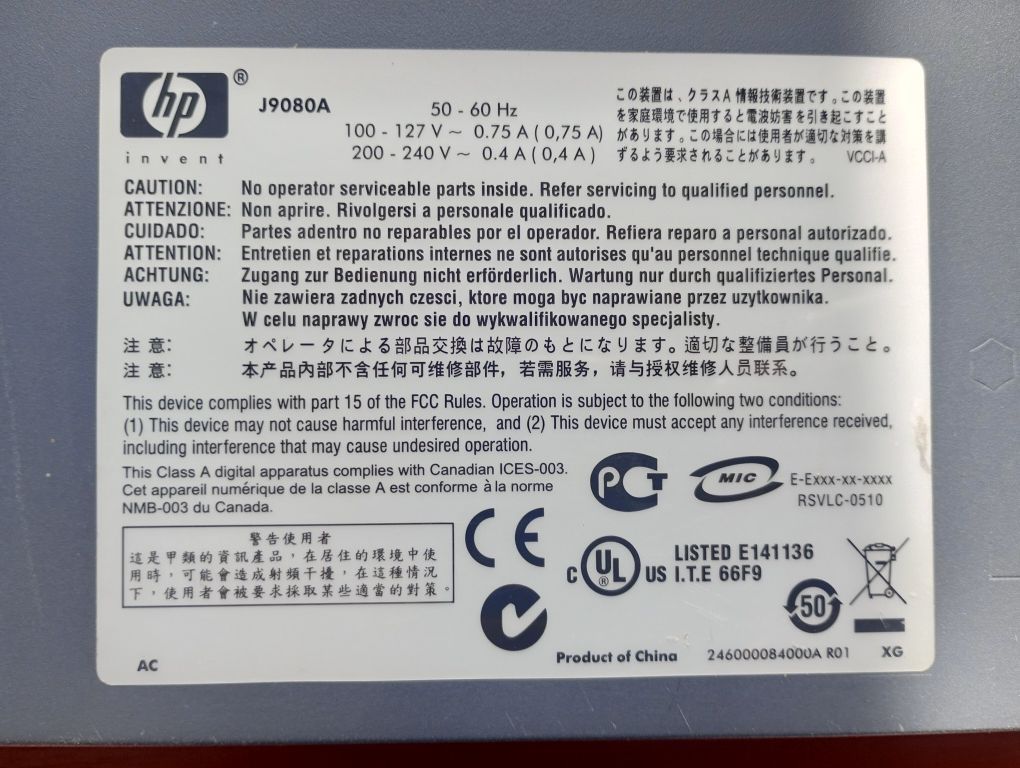 hp ®
invent
J9080A
50 - 60 Hz
100 - 127 V ~ 0.75 A ( 0,75 A)
200 - 240 V ~ 0.4 A ( 0,4 A )
この装置は、クラスA 情報技術装置です。この装置
を家庭環境で使用すると電波妨害を引き起こすこと
があります。この場合には使用者が適切な対策を講
ずるよう要求されることがあります。 VCCI-A
CAUTION: No operator serviceable parts inside. Refer servicing to qualified personnel.
ATTENZIONE: Non aprire. Rivolgersi a personale qualificado.
CUIDADO: Partes adentro no reparables por el operador. Refiera reparo a personal autorizado.
ATTENTION: Entretien et reparations internes ne sont autorises qu'au personnel technique qualifie.
ACHTUNG: Zugang zur Bedienung nicht erförderlich. Wartung nur durch qualifiziertes Personal.
UWAGA: Nie zawiera zadnych czesci, ktore moga byc naprawiane przez uzytkownika.
W celu naprawy zwroc sie do wykwalifikowanego specjalisty.
注 意: オペレータによる部品交換は故障のもとになります。適切な整備員が行うこと。
注 意: 本产品内部不含任何可维修部件，若需服务，请与授权维修人员联系。
This device complies with part 15 of the FCC Rules. Operation is subject to the following two conditions:
(1) This device may not cause harmful interference, and (2) This device must accept any interference received,
including interference that may cause undesired operation.
This Class A digital apparatus complies with Canadian ICES-003.
Cet appareil numérique de la classe A est conforme à la norme
NMB-003 du Canada.
PCT
MIC
E-Exxx-xx-xxxx
RSVLC-0510
警告使用者
這是甲類的資訊產品，在居住的環境中使
用時，可能會造成射頻干擾，在這種情況
下，使用者會被要求採取某些適當的對策。
CE
C UL ® US
LISTED E141136
I.T.E 66F9
50
AC
Product of China
246000084000A R01
XG